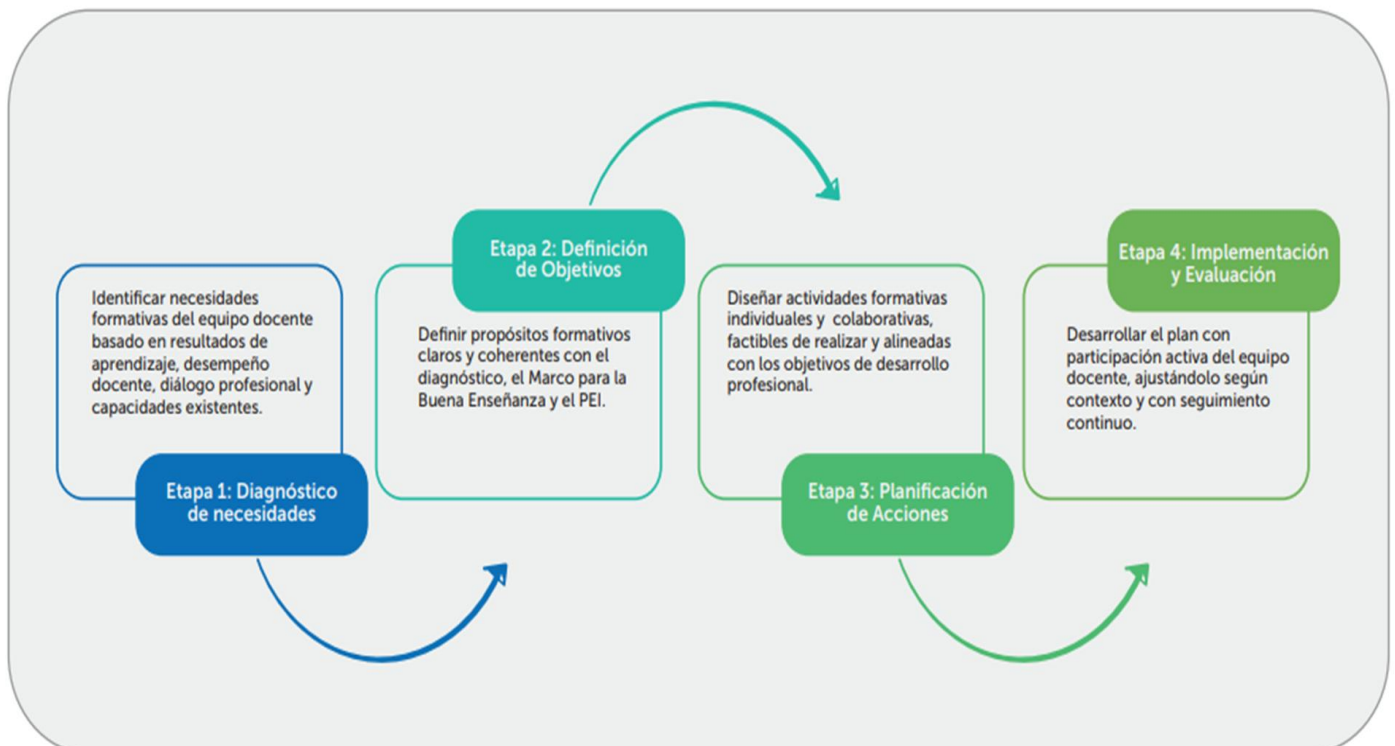 Identificar necesidades
formativas del equipo docente
basado en resultados de
aprendizaje, desempeño
docente, diálogo profesional y
capacidades existentes.
Etapa 1: Diagnóstico
de necesidades
Etapa 2: Definición
de Objetivos
Definir propósitos formativos
claros y coherentes con el
diagnóstico, el Marco para la
Buena Enseñanza y el PEI.
Diseñar actividades formativas
individuales y colaborativas,
factibles de realizar y alineadas
con los objetivos de desarrollo
profesional.
Etapa 3: Planificación
de Acciones
Etapa 4: Implementación
y Evaluación
Desarrollar el plan con
participación activa del equipo
docente, ajustándolo según
contexto y con seguimiento
continuo.